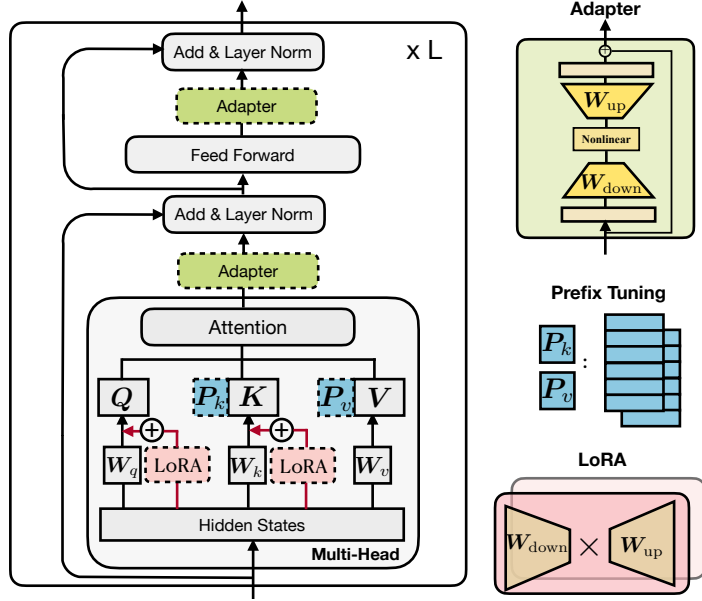 Add & Layer Norm
x L
Adapter
Feed Forward
Add & Layer Norm
Adapter
Attention
Q
P_k
K
P_v
V
+
+
W_q
LoRA
W_k
LoRA
W_v
Hidden States
Multi-Head
Adapter
+
W_up
Nonlinear
W_down
Prefix Tuning
P_k
:
P_v
LoRA
W_down × W_up